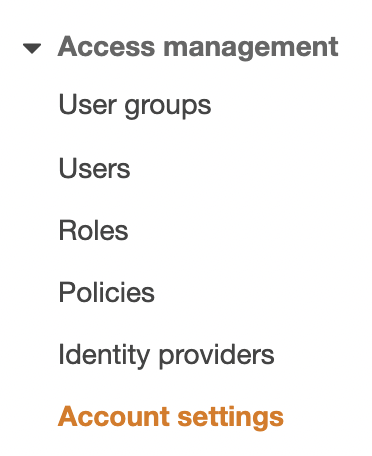 Access management
User groups
Users
Roles
Policies
Identity providers
Account settings